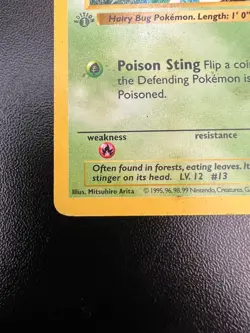 EDITION
1
Hairy Bug Pokémon. Length: 1' 0"
Poison Sting Flip a coi
the Defending Pokémon is
Poisoned.
weakness resistance
Often found in forests, eating leaves. It
stinger on its head. LV. 12 #13
Illus. Mitsuhiro Arita © 1995, 96, 98, 99 Nintendo, Creatures, G